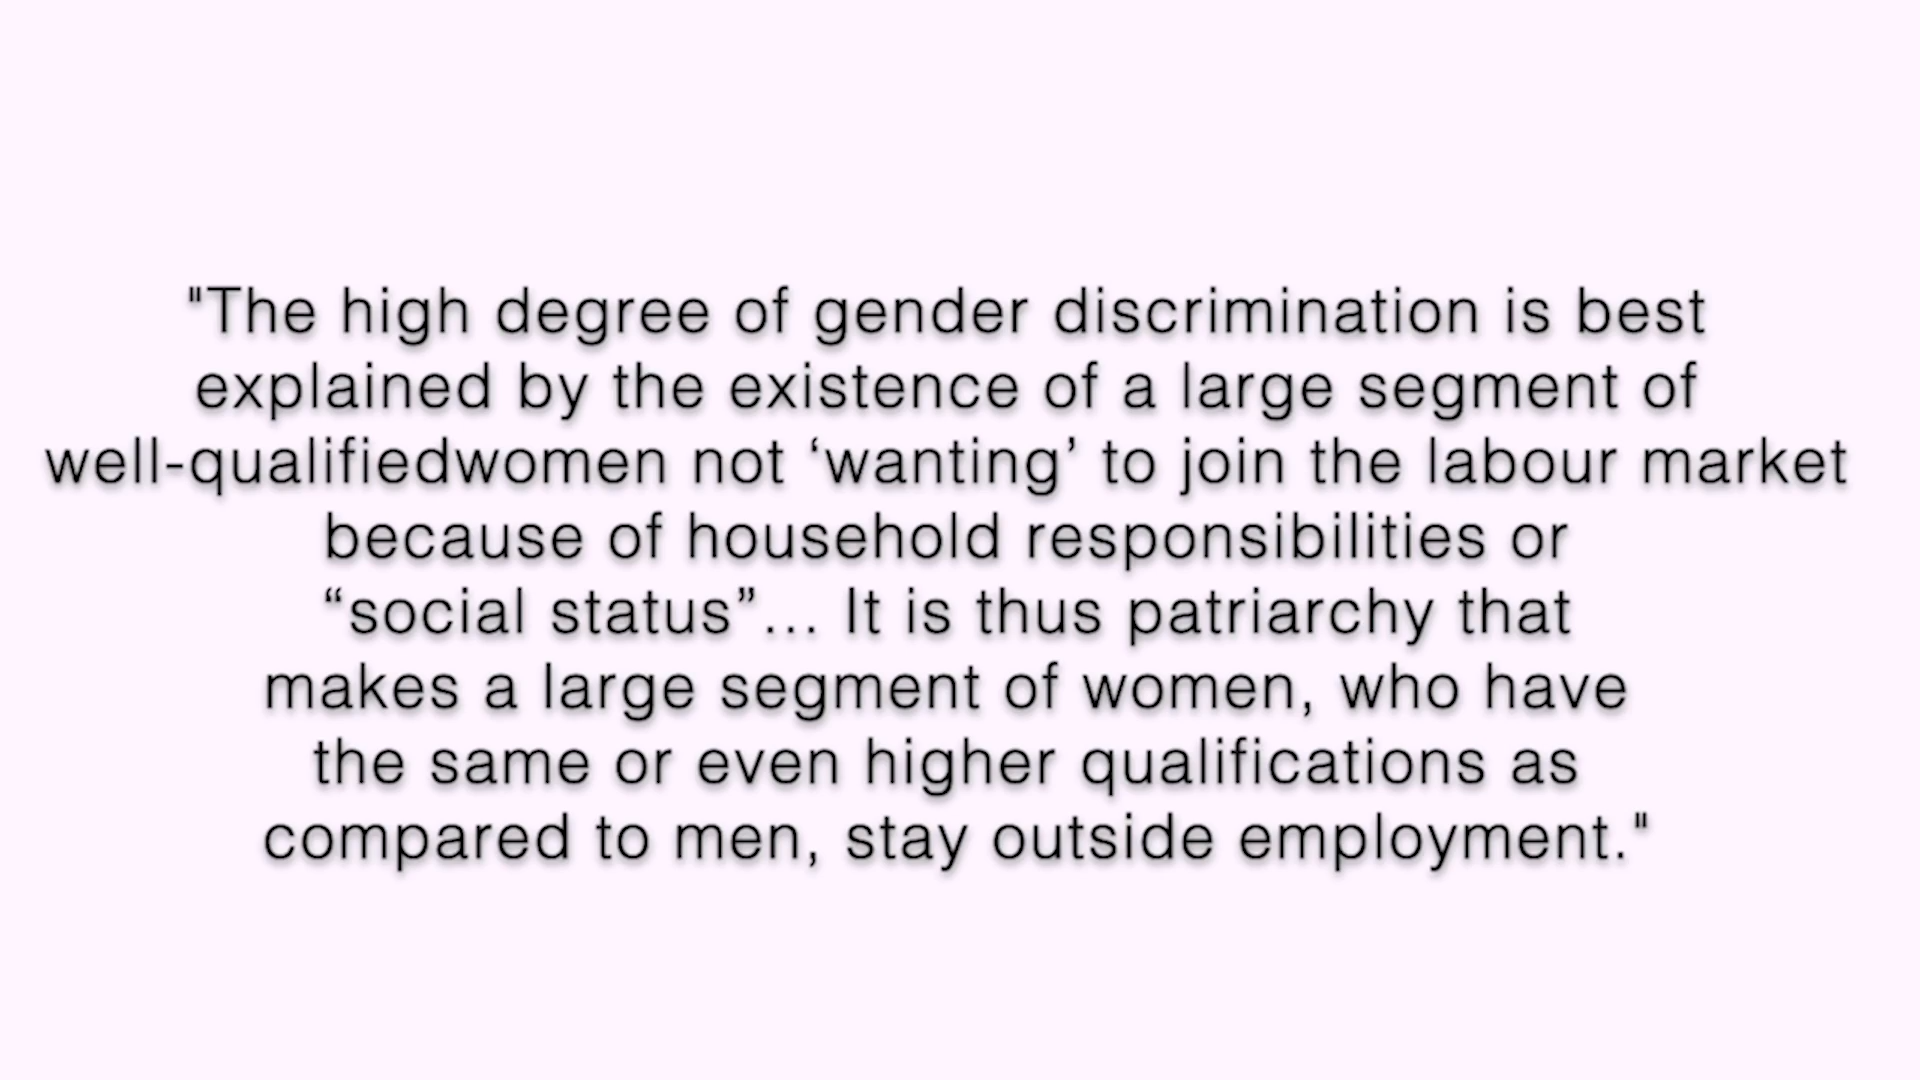 "The high degree of gender discrimination is best
explained by the existence of a large segment of
well-qualifiedwomen not ‘wanting’ to join the labour market
because of household responsibilities or
“social status”... It is thus patriarchy that
makes a large segment of women, who have
the same or even higher qualifications as
compared to men, stay outside employment."